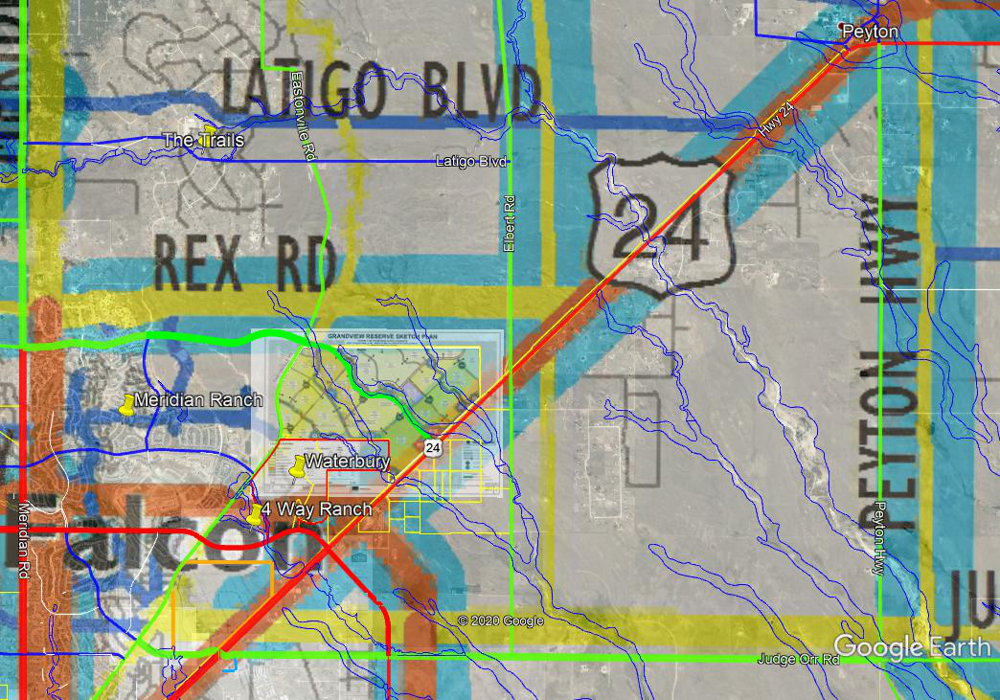 Peyton
LATIGO BLVD
Eastonville Rd
Hwy 24
The Trails
Latigo Blvd
24
Elbert Rd
REX RD
PEYTON HWY
GRANDVIEW RESERVE SKETCH PLAN
Meridian Ranch
24
Waterbury
4 Way Ranch
Falcon
Meridian Rd
Peyton Hwy
JU
© 2020 Google
Google Earth
Judge Orr Rd